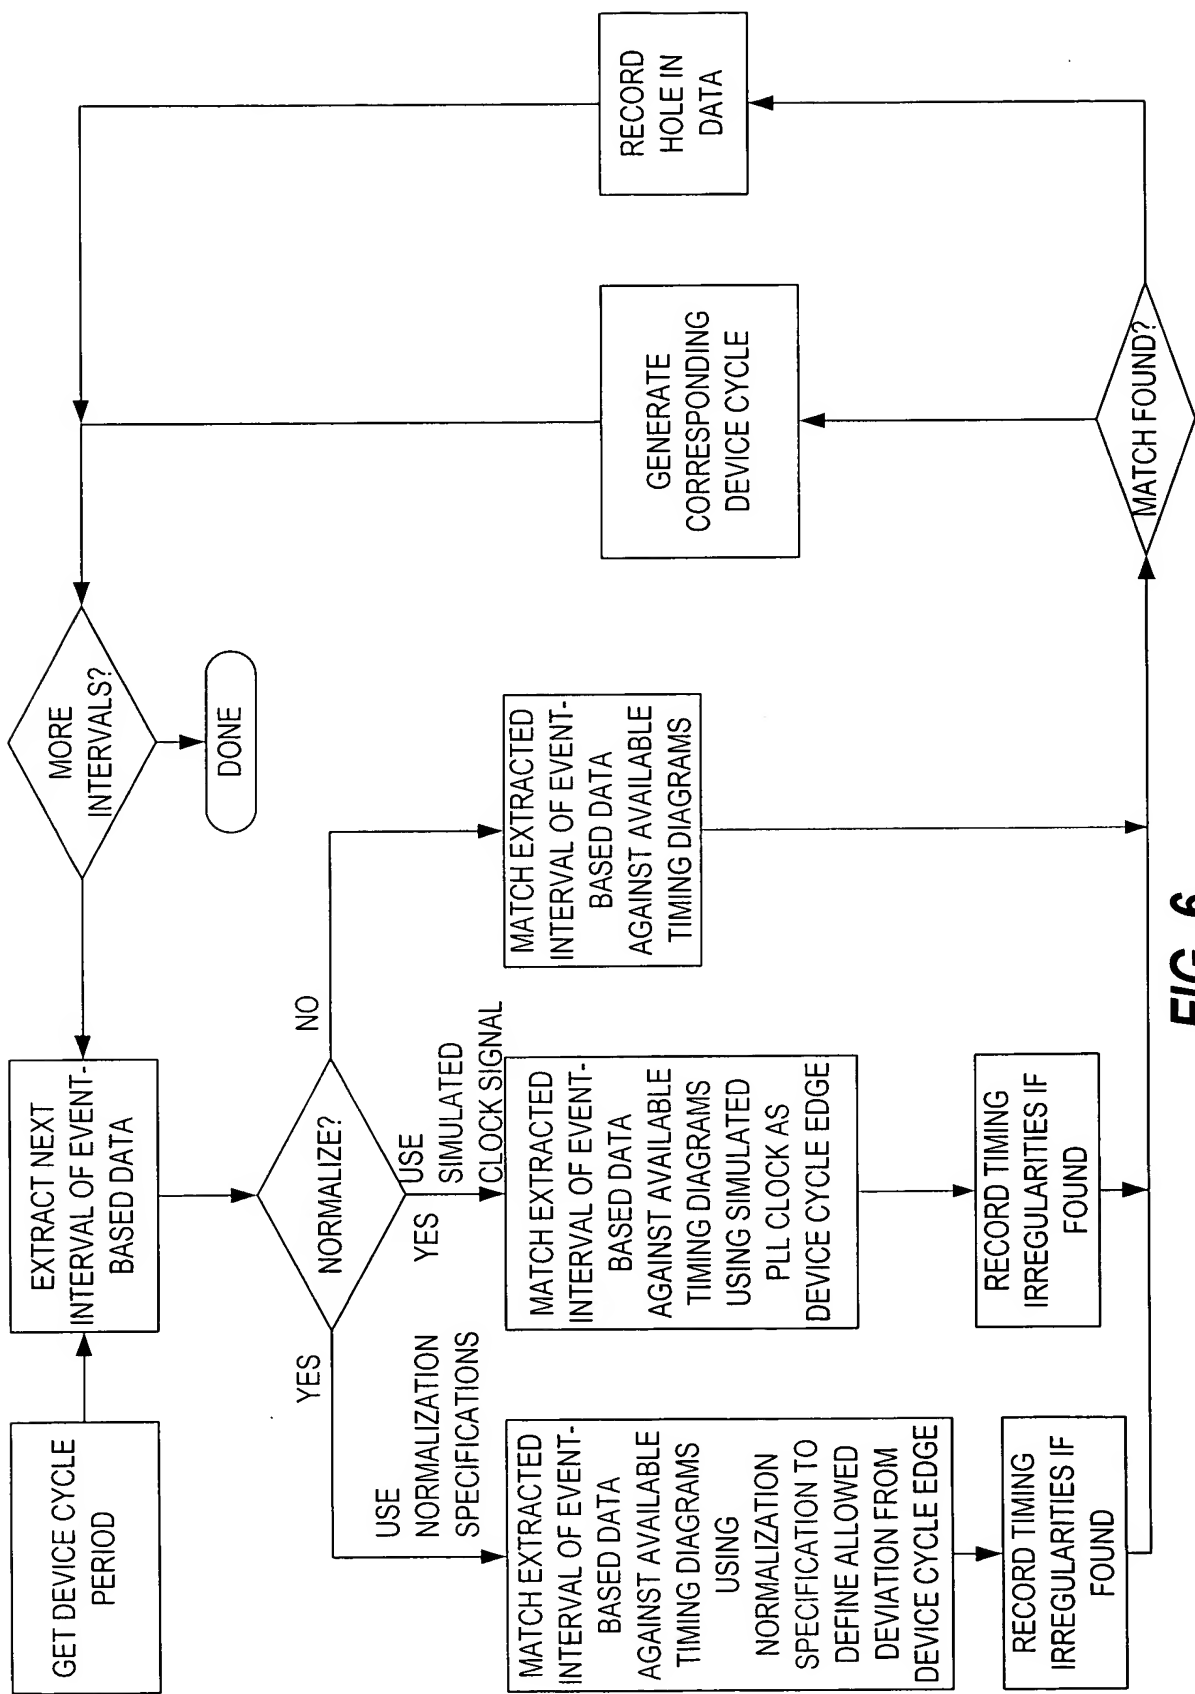 GET DEVICE CYCLE
PERIOD
EXTRACT NEXT
INTERVAL OF EVENT-
BASED DATA
MORE
INTERVALS?
DONE
NORMALIZE?
YES
USE
NORMALIZATION
SPECIFICATIONS
YES
USE
SIMULATED
CLOCK SIGNAL
NO
MATCH EXTRACTED
INTERVAL OF EVENT-
BASED DATA
AGAINST AVAILABLE
TIMING DIAGRAMS
USING
NORMALIZATION
SPECIFICATION TO
DEFINE ALLOWED
DEVIATION FROM
DEVICE CYCLE EDGE
MATCH EXTRACTED
INTERVAL OF EVENT-
BASED DATA
AGAINST AVAILABLE
TIMING DIAGRAMS
USING SIMULATED
PLL CLOCK AS
DEVICE CYCLE EDGE
MATCH EXTRACTED
INTERVAL OF EVENT-
BASED DATA
AGAINST AVAILABLE
TIMING DIAGRAMS
GENERATE
CORRESPONDING
DEVICE CYCLE
RECORD
HOLE IN
DATA
RECORD TIMING
IRREGULARITIES IF
FOUND
RECORD TIMING
IRREGULARITIES IF
FOUND
MATCH FOUND?
FIG. 6